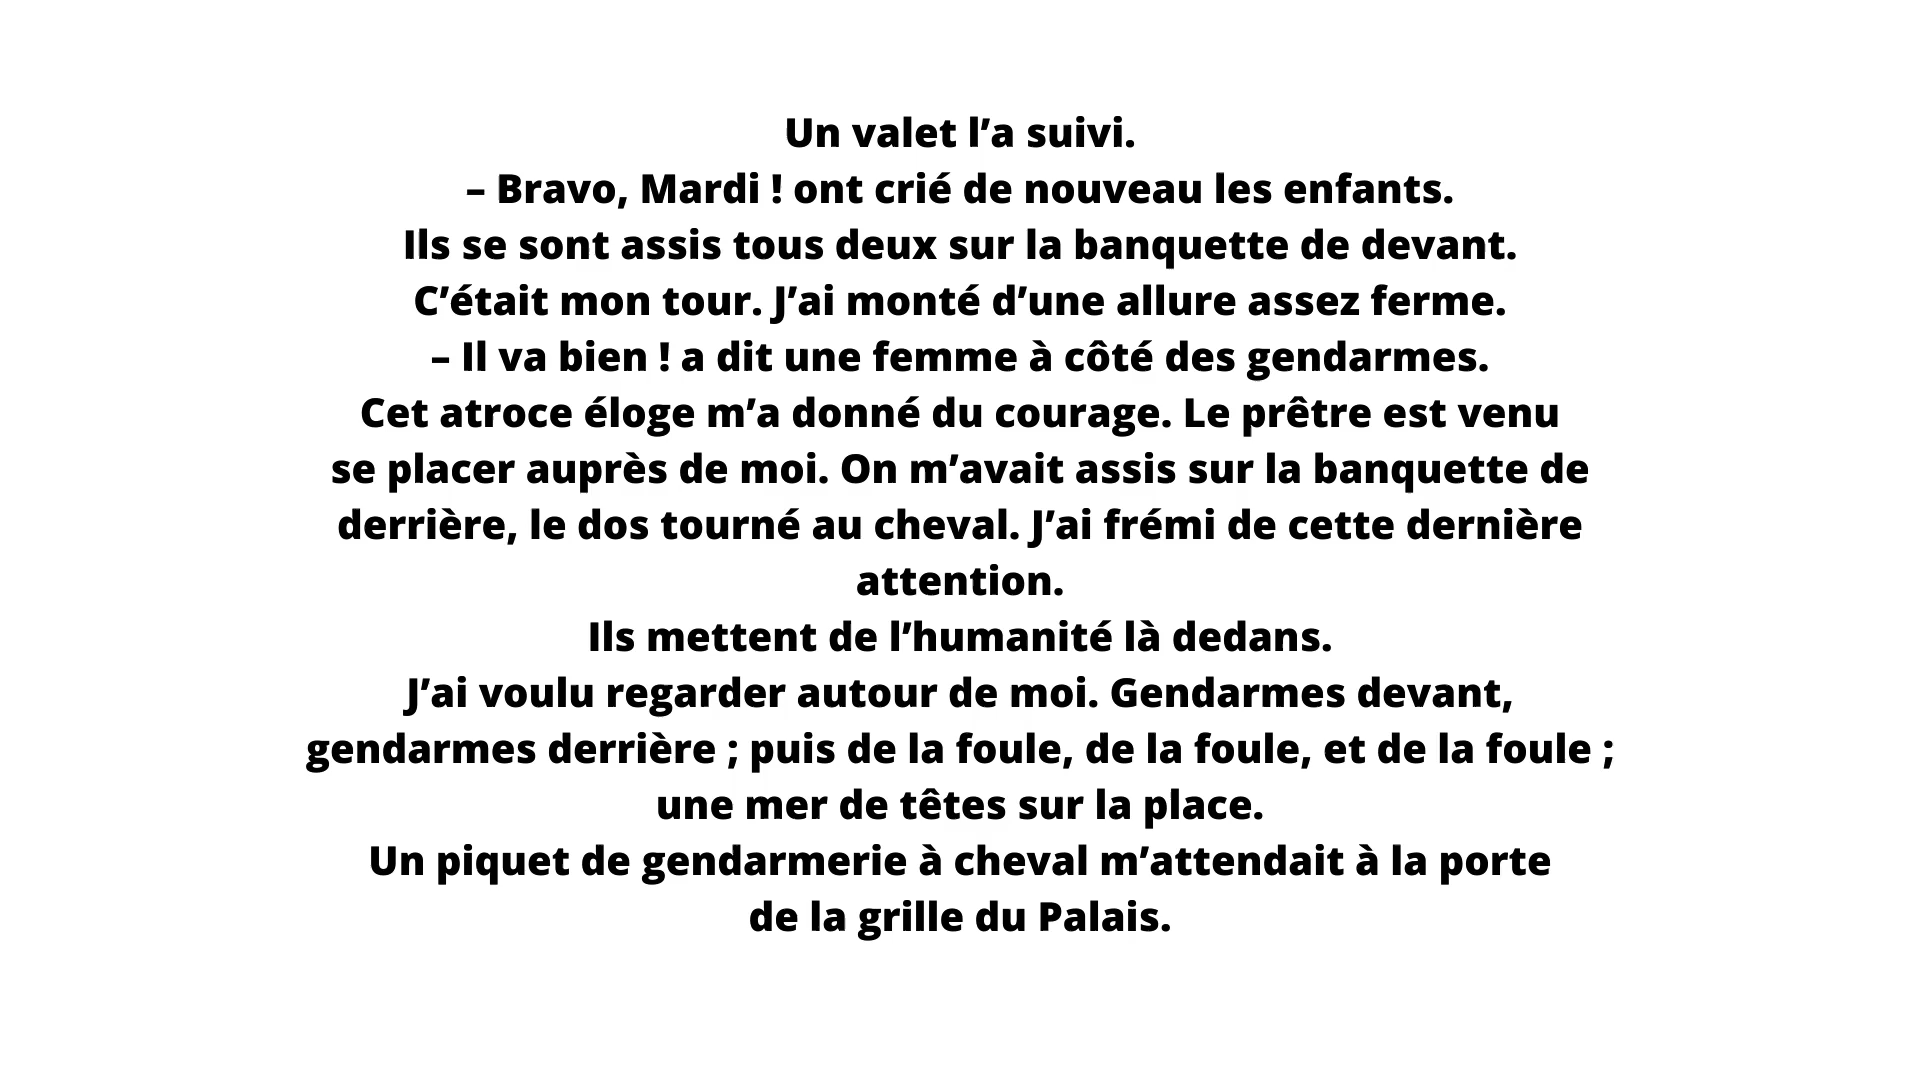 Un valet l’a suivi.
– Bravo, Mardi ! ont crié de nouveau les enfants.
Ils se sont assis tous deux sur la banquette de devant.
C’était mon tour. J’ai monté d’une allure assez ferme.
– Il va bien ! a dit une femme à côté des gendarmes.
Cet atroce éloge m’a donné du courage. Le prêtre est venu
se placer auprès de moi. On m’avait assis sur la banquette de
derrière, le dos tourné au cheval. J’ai frémi de cette dernière
attention.
Ils mettent de l’humanité là dedans.
J’ai voulu regarder autour de moi. Gendarmes devant,
gendarmes derrière ; puis de la foule, de la foule, et de la foule ;
une mer de têtes sur la place.
Un piquet de gendarmerie à cheval m’attendait à la porte
de la grille du Palais.